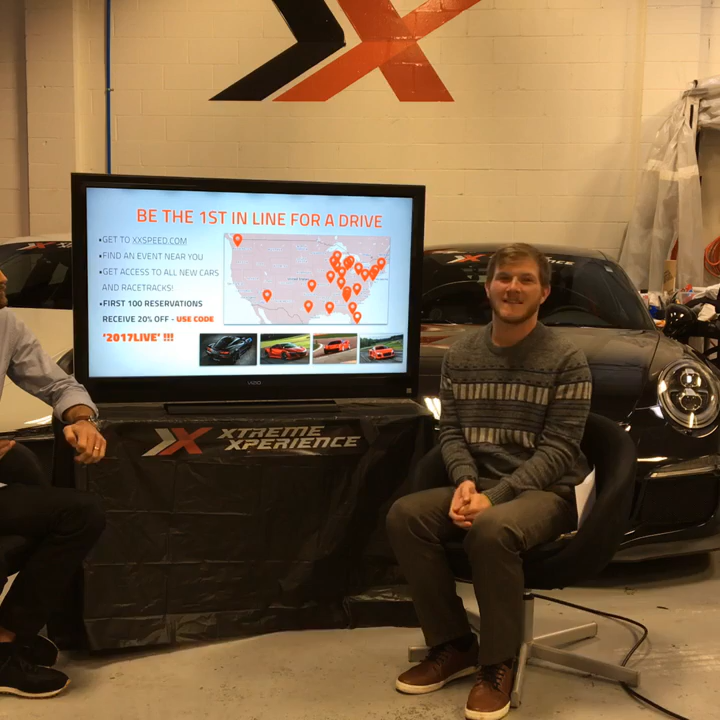 BE THE 1ST IN LINE FOR A DRIVE
•GET TO XXSPEED.COM
•FIND AN EVENT NEAR YOU
•GET ACCESS TO ALL NEW CARS
AND RACETRACKS!
•FIRST 100 RESERVATIONS
RECEIVE 20% OFF - USE CODE
'2017LIVE' !!!
VIZIO
XTREME
XPERIENCE